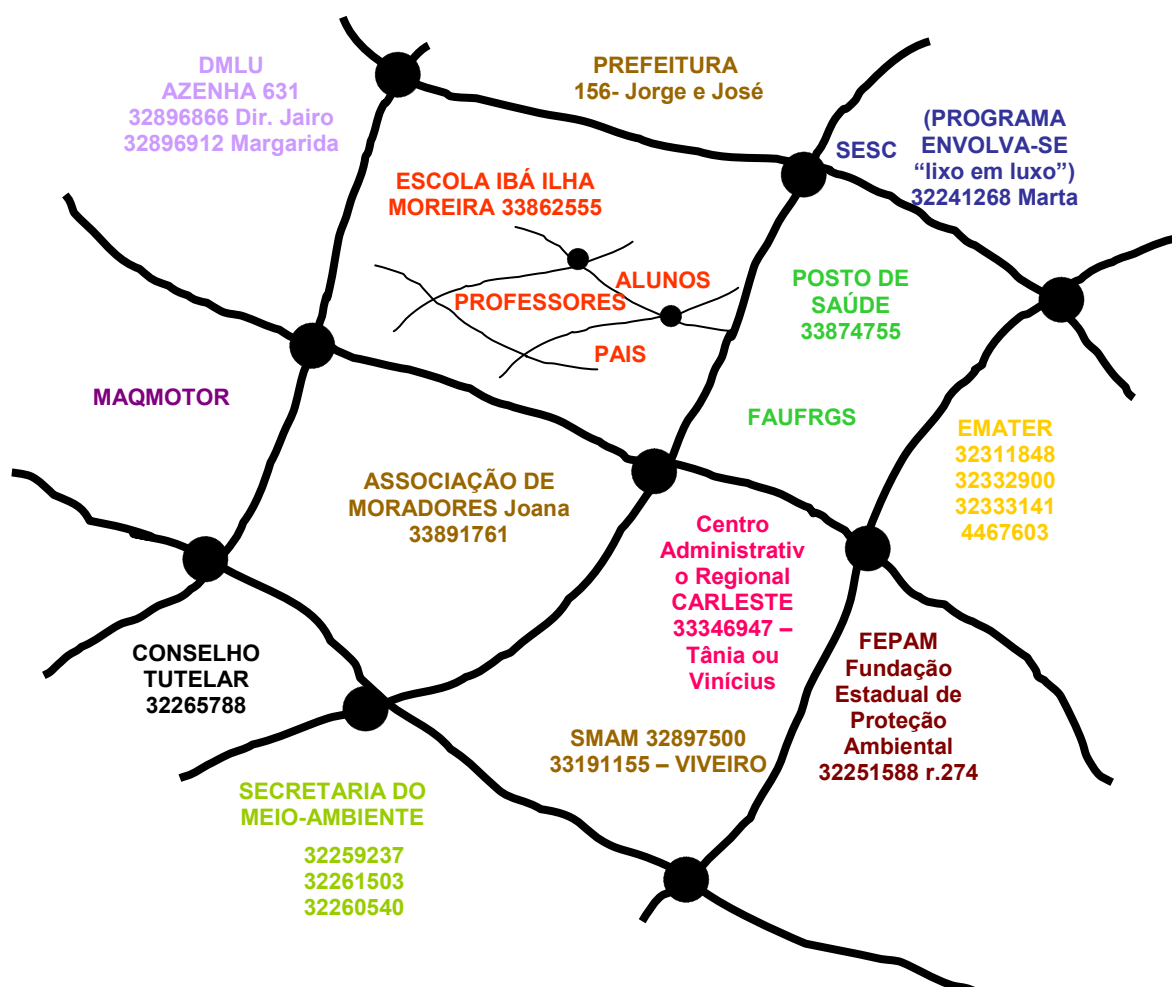 DMLU
AZENHA 631
32896866 Dir. Jairo
32896912 Margarida
PREFEITURA
156- Jorge e José
SESC
(PROGRAMA
ENVOLVA-SE
“lixo em luxo”)
32241268 Marta
ESCOLA IBÁ ILHA
MOREIRA 33862555
ALUNOS
PROFESSORES
PAIS
POSTO DE
SAÚDE
33874755
FAUFRGS
MAQMOTOR
ASSOCIAÇÃO DE
MORADORES Joana
33891761
EMATER
32311848
32332900
32333141
4467603
Centro
Administrativ
o Regional
CARLESTE
33346947 –
Tânia ou
Vinícius
CONSELHO
TUTELAR
32265788
FEPAM
Fundação
Estadual de
Proteção
Ambiental
32251588 r.274
SMAM 32897500
33191155 – VIVEIRO
SECRETARIA DO
MEIO-AMBIENTE
32259237
32261503
32260540